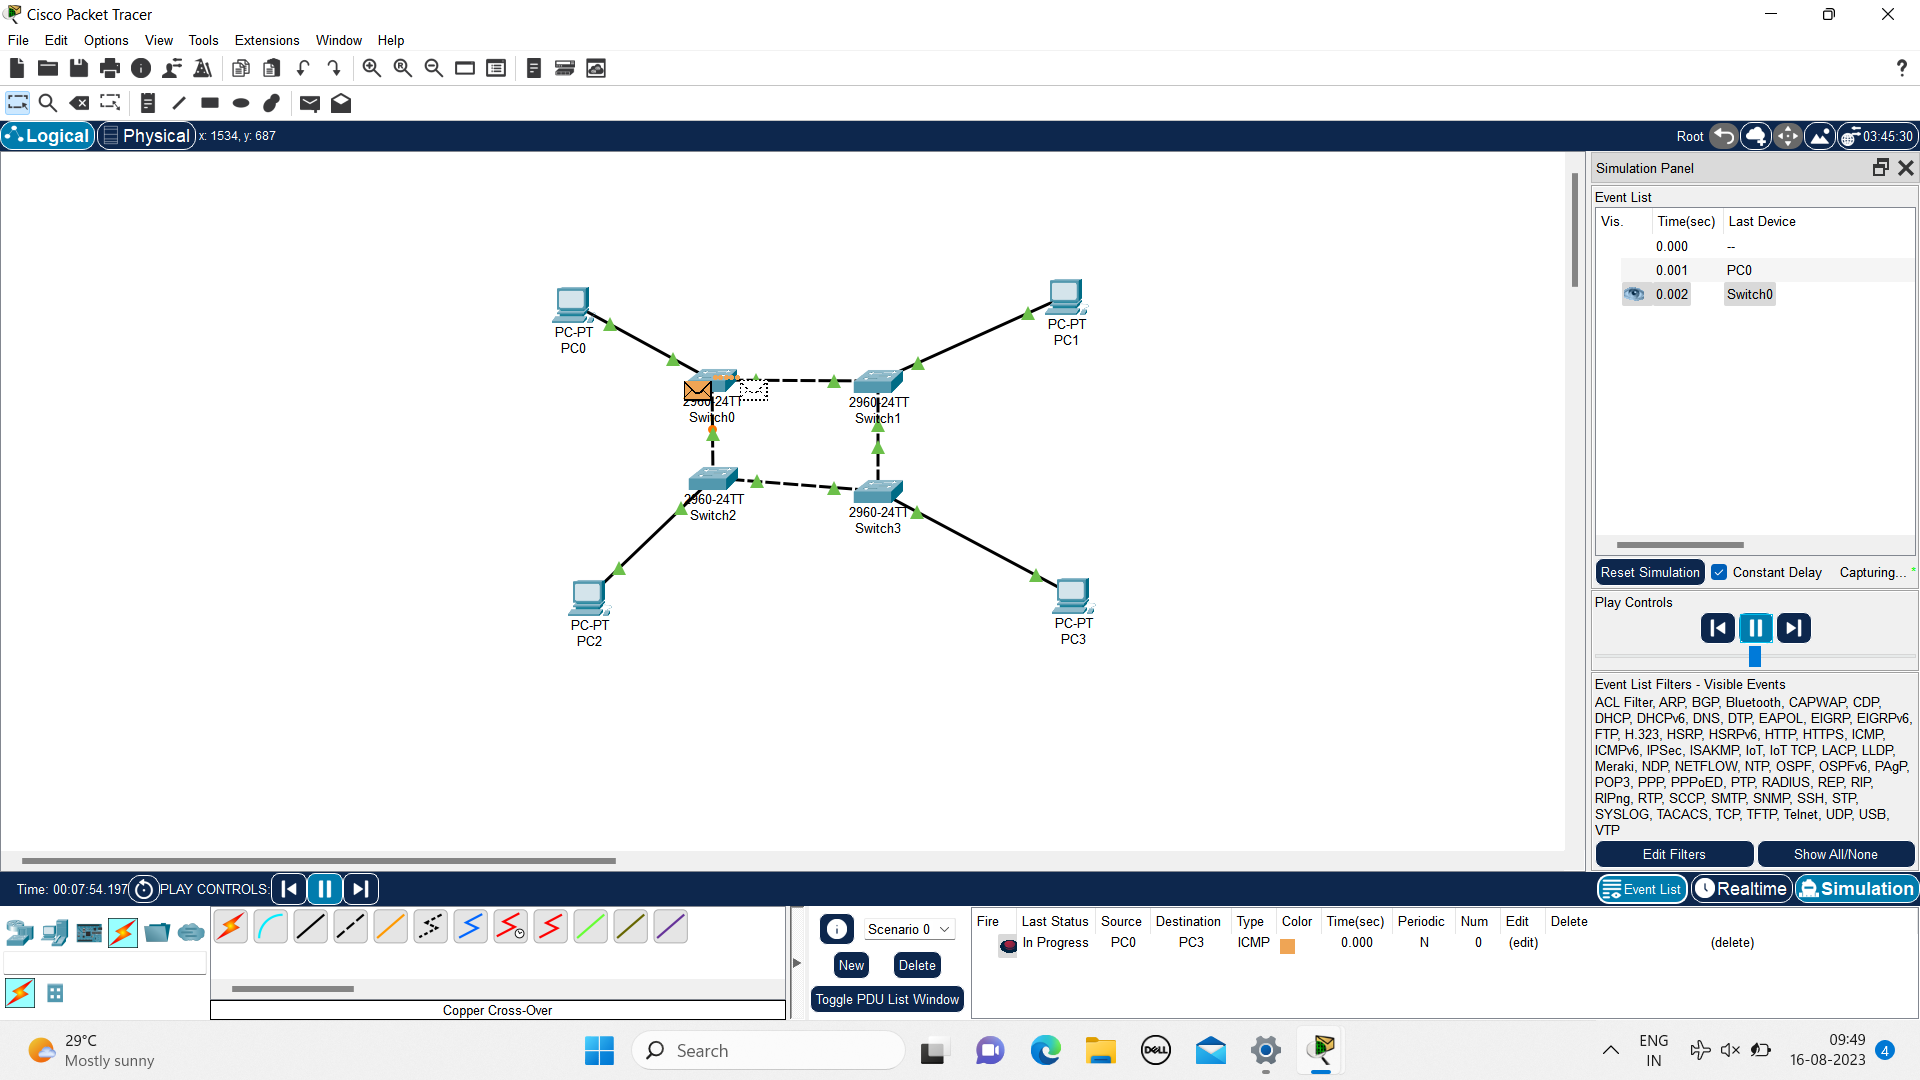 Cisco Packet Tracer
File Edit Options View Tools Extensions Window Help
?
Logical Physical x: 1534, y: 687 Root 03:45:30
Simulation Panel
Event List
Vis. Time(sec) Last Device
0.000 --
0.001 PC0
0.002 Switch0
PC-PT
PC0
PC-PT
PC1
2960-24TT
Switch0
2960-24TT
Switch1
2960-24TT
Switch2
2960-24TT
Switch3
PC-PT
PC2
PC-PT
PC3
Reset Simulation Constant Delay Capturing... *
Play Controls
Event List Filters - Visible Events
ACL Filter, ARP, BGP, Bluetooth, CAPWAP, CDP,
DHCP, DHCPv6, DNS, DTP, EAPOL, EIGRP, EIGRPv6,
FTP, H.323, HSRP, HSRPv6, HTTP, HTTPS, ICMP,
ICMPv6, IPSec, ISAKMP, IoT, IoT TCP, LACP, LLDP,
Meraki, NDP, NETFLOW, NTP, OSPF, OSPFv6, PAgP,
POP3, PPP, PPPoED, PTP, RADIUS, REP, RIP,
RIPng, RTP, SCCP, SMTP, SNMP, SSH, STP,
SYSLOG, TACACS, TCP, TFTP, Telnet, UDP, USB,
VTP
Edit Filters Show All/None
Time: 00:07:54.197 PLAY CONTROLS: Event List Realtime Simulation
Scenario 0
New Delete
Toggle PDU List Window
Fire Last Status Source Destination Type Color Time(sec) Periodic Num Edit Delete
In Progress PC0 PC3 ICMP 0.000 N 0 (edit) (delete)
Copper Cross-Over
29°C
Mostly sunny
Search
DELL
ENG
IN
09:49
16-08-2023
4